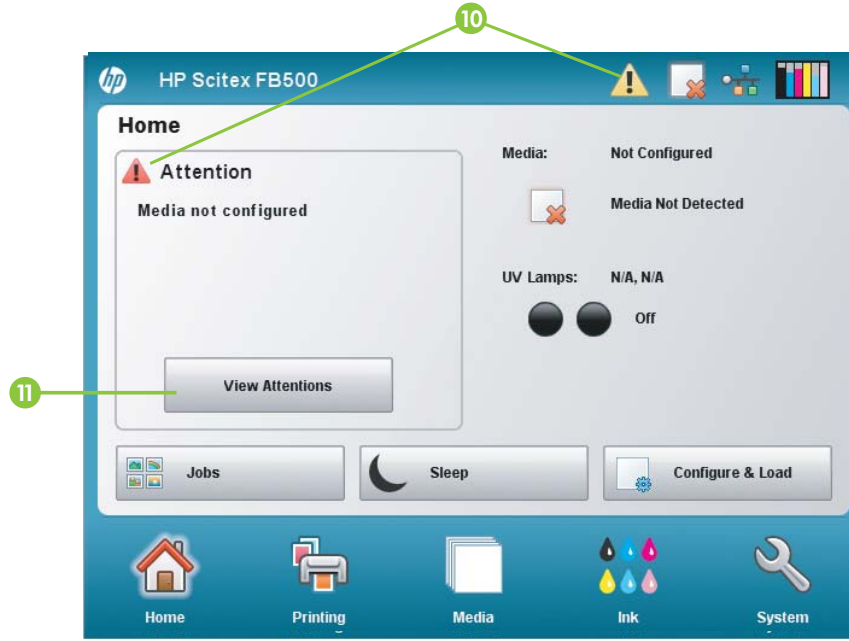 10
hp HP Scitex FB500
Home
Attention
Media not configured
Media: Not Configured
Media Not Detected
UV Lamps: N/A, N/A
Off
11
View Attentions
Jobs
Sleep
Configure & Load
Home
Printing
Media
Ink
System